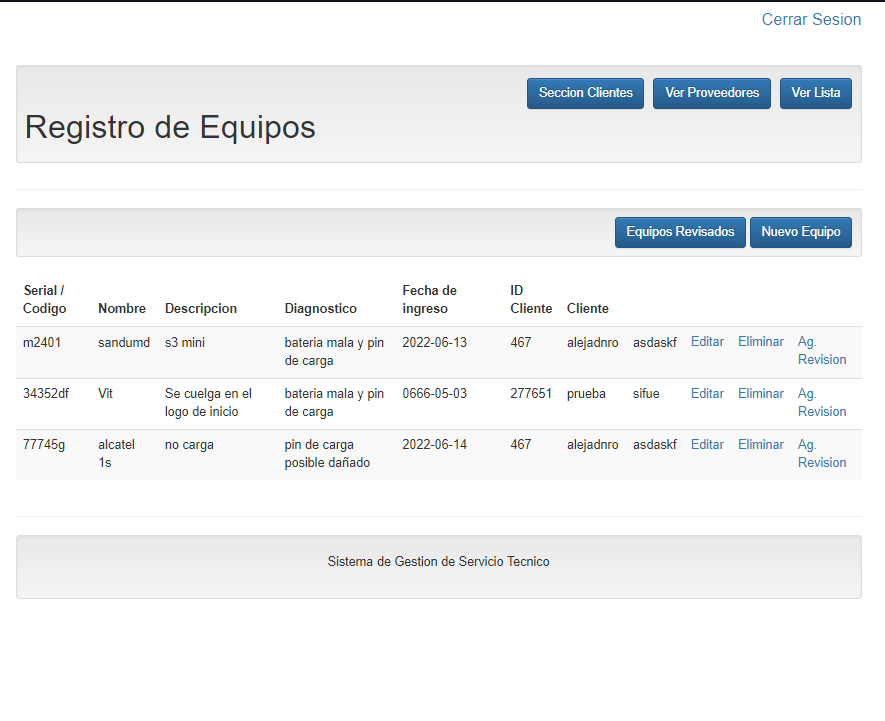 Cerrar Sesion
Seccion Clientes Ver Proveedores Ver Lista
Registro de Equipos
Equipos Revisados Nuevo Equipo
Serial / Codigo Nombre Descripcion Diagnostico Fecha de ingreso ID Cliente Cliente
m2401 sandumd s3 mini bateria mala y pin de carga 2022-06-13 467 alejadnro asdaskf Editar Eliminar Ag. Revision
34352df Vit Se cuelga en el logo de inicio bateria mala y pin de carga 0666-05-03 277651 prueba sifue Editar Eliminar Ag. Revision
77745g alcatel 1s no carga pin de carga posible dañado 2022-06-14 467 alejadnro asdaskf Editar Eliminar Ag. Revision
Sistema de Gestion de Servicio Tecnico